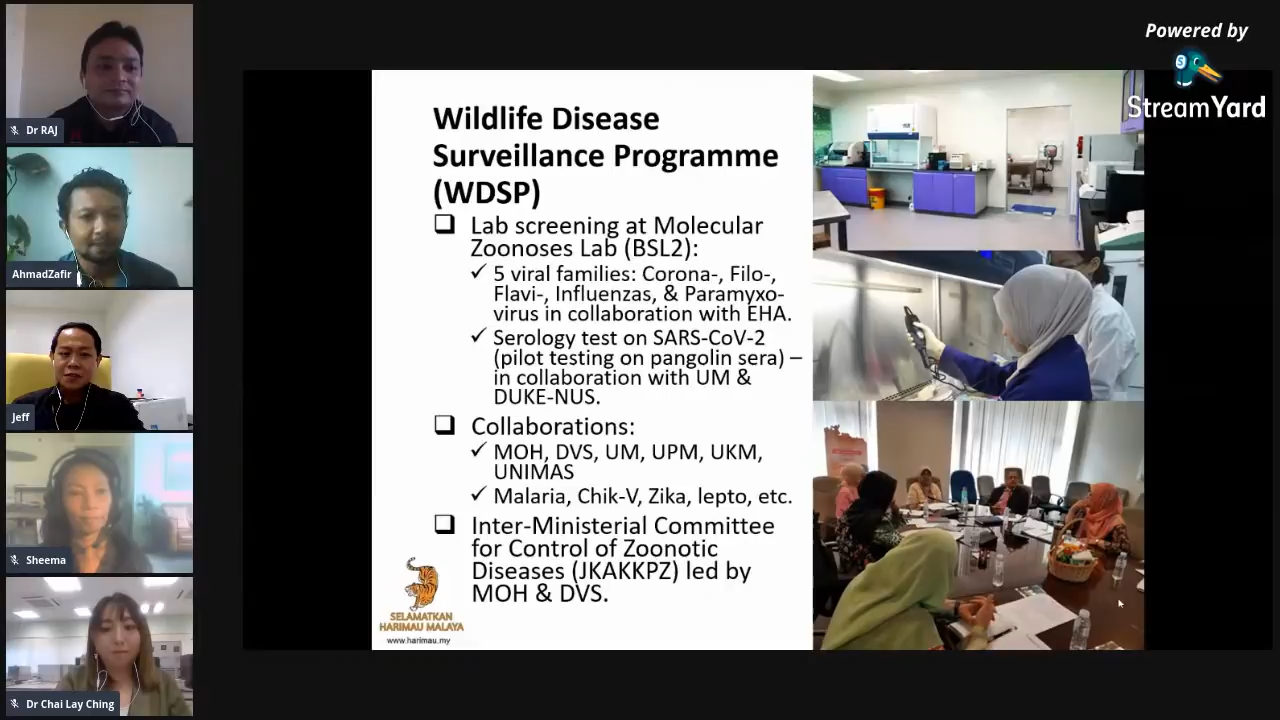 Powered by
StreamYard
Dr RAJ
AhmadZafir
Jeff
Sheema
Dr Chai Lay Ching
Wildlife Disease
Surveillance Programme
(WDSP)
Lab screening at Molecular
Zoonoses Lab (BSL2):
5 viral families: Corona-, Filo-,
Flavi-, Influenzas, & Paramyxo-
virus in collaboration with EHA.
Serology test on SARS-CoV-2
(pilot testing on pangolin sera) –
in collaboration with UM &
DUKE-NUS.
Collaborations:
MOH, DVS, UM, UPM, UKM,
UNIMAS
Malaria, Chik-V, Zika, lepto, etc.
Inter-Ministerial Committee
for Control of Zoonotic
Diseases (JKAKKPZ) led by
MOH & DVS.
SELAMATKAN
HARIMAU MALAYA
www.harimau.my